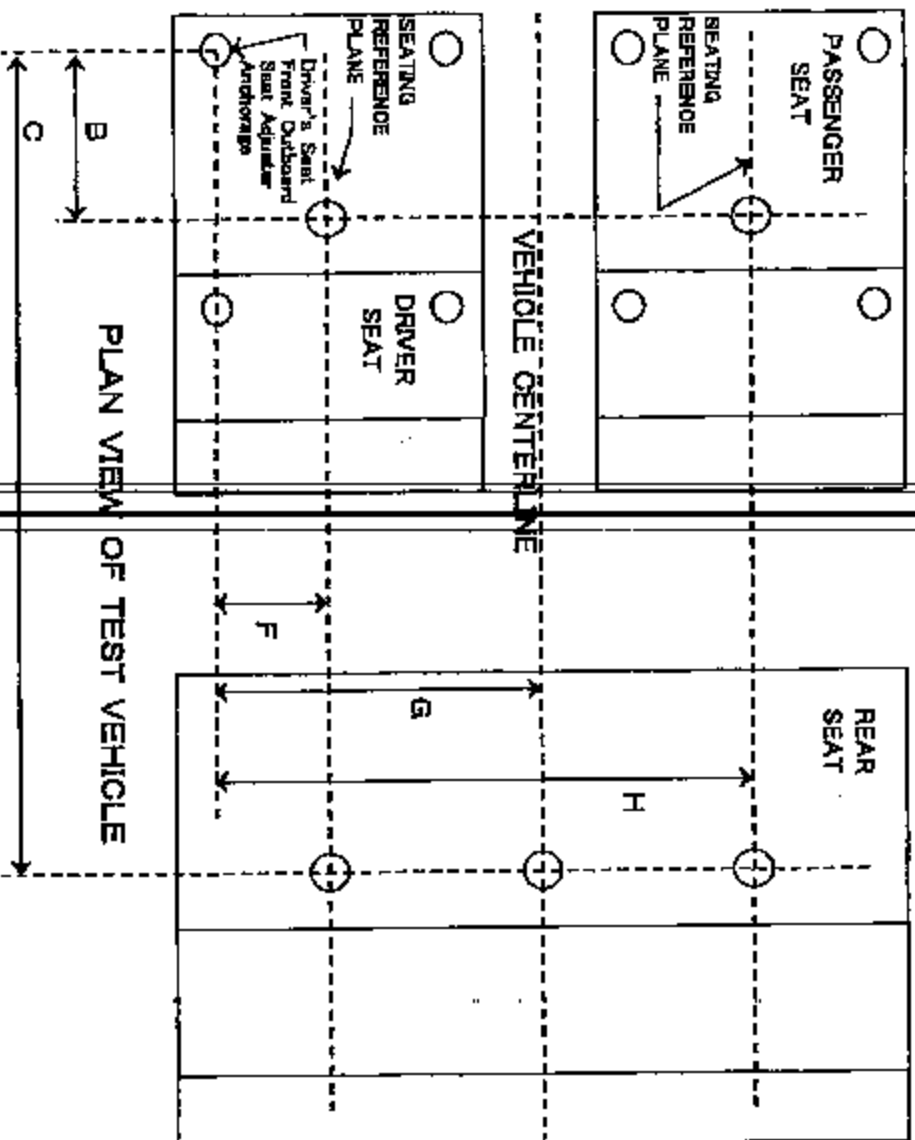 PASSENGER
SEAT
SEATING
REFERENCE
PLANE
VEHICLE CENTERLINE
SEATING
REFERENCE
PLANE
Driver's Seat
Front Outboard
Seat Adjuster
Anchorage
DRIVER
SEAT
REAR
SEAT
B
C
F
G
H
PLAN VIEW OF TEST VEHICLE